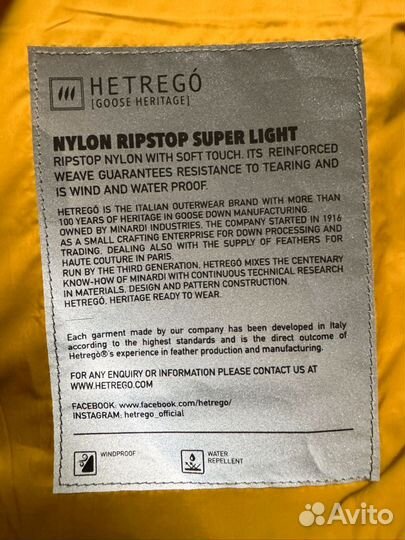 HETREGÓ
[GOOSE HERITAGE]
NYLON RIPSTOP SUPER LIGHT
RIPSTOP NYLON WITH SOFT TOUCH. ITS REINFORCED
WEAVE GUARANTEES RESISTANCE TO TEARING AND
IS WIND AND WATER PROOF.
HETREGÓ IS THE ITALIAN OUTERWEAR BRAND WITH MORE THAN
100 YEARS OF HERITAGE IN GOOSE DOWN MANUFACTURING.
OWNED BY MINARDI INDUSTRIES, THE COMPANY STARTED IN 1916
AS A SMALL CRAFTING ENTERPRISE FOR DOWN PROCESSING AND
TRADING, DEALING ALSO WITH THE SUPPLY OF FEATHERS FOR
HAUTE COUTURE IN PARIS.
RUN BY THE THIRD GENERATION, HETREGÓ MIXES THE CENTENARY
KNOW-HOW OF MINARDI WITH CONTINUOUS TECHNICAL RESEARCH
IN MATERIALS, DESIGN AND PATTERN CONSTRUCTION.
HETREGÓ, HERITAGE READY TO WEAR.
Each garment made by our company has been developed in Italy
according to the highest standards and is the direct outcome of
Hetregò®'s experience in feather production and manufacturing.
FOR ANY ENQUIRY OR INFORMATION PLEASE CONTACT US AT
WWW.HETREGO.COM
FACEBOOK: www.facebook.com/hetrego/
INSTAGRAM: hetrego_official
WINDPROOF
WATER
REPELLENT
Avito